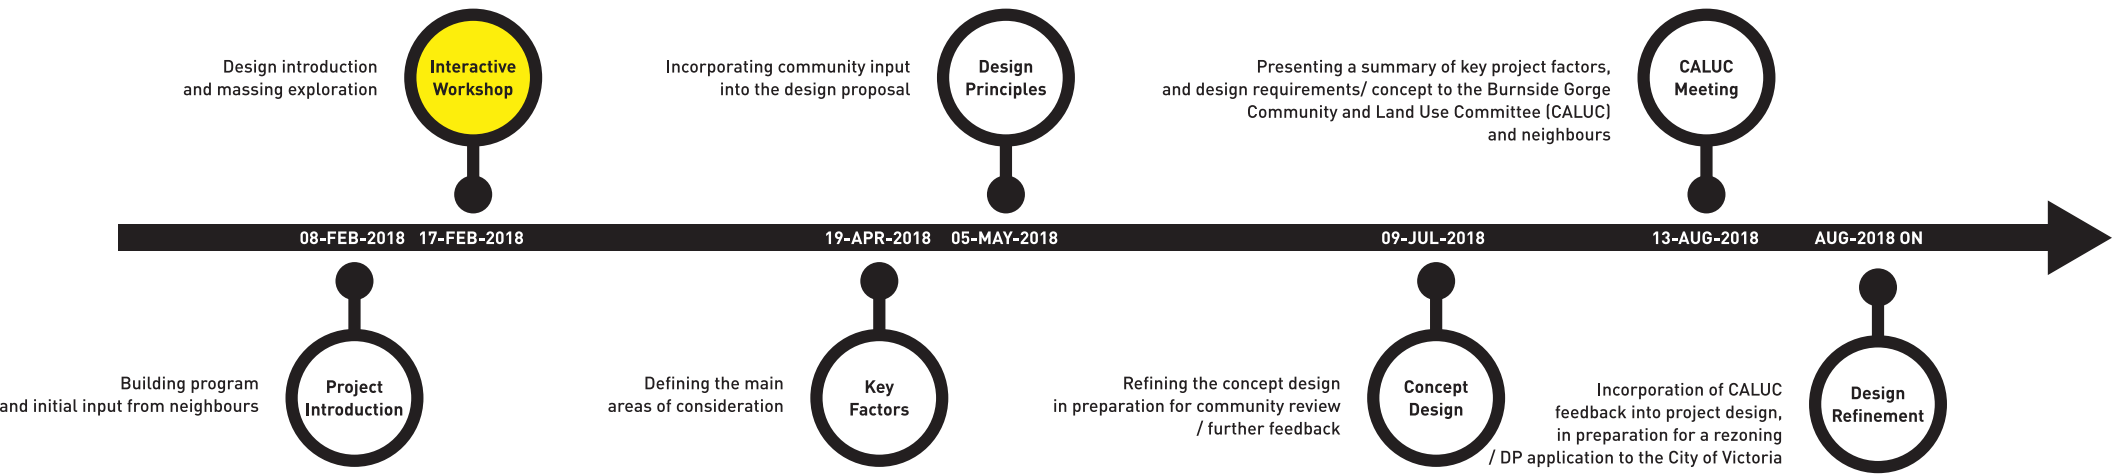 Design introduction
and massing exploration
Interactive
Workshop
Incorporating community input
into the design proposal
Design
Principles
Presenting a summary of key project factors,
and design requirements/ concept to the Burnside Gorge
Community and Land Use Committee (CALUC)
and neighbours
CALUC
Meeting
08-FEB-2018 17-FEB-2018 19-APR-2018 05-MAY-2018 09-JUL-2018 13-AUG-2018 AUG-2018 ON
Building program
and initial input from neighbours
Project
Introduction
Defining the main
areas of consideration
Key
Factors
Refining the concept design
in preparation for community review
/ further feedback
Concept
Design
Incorporation of CALUC
feedback into project design,
in preparation for a rezoning
/ DP application to the City of Victoria
Design
Refinement